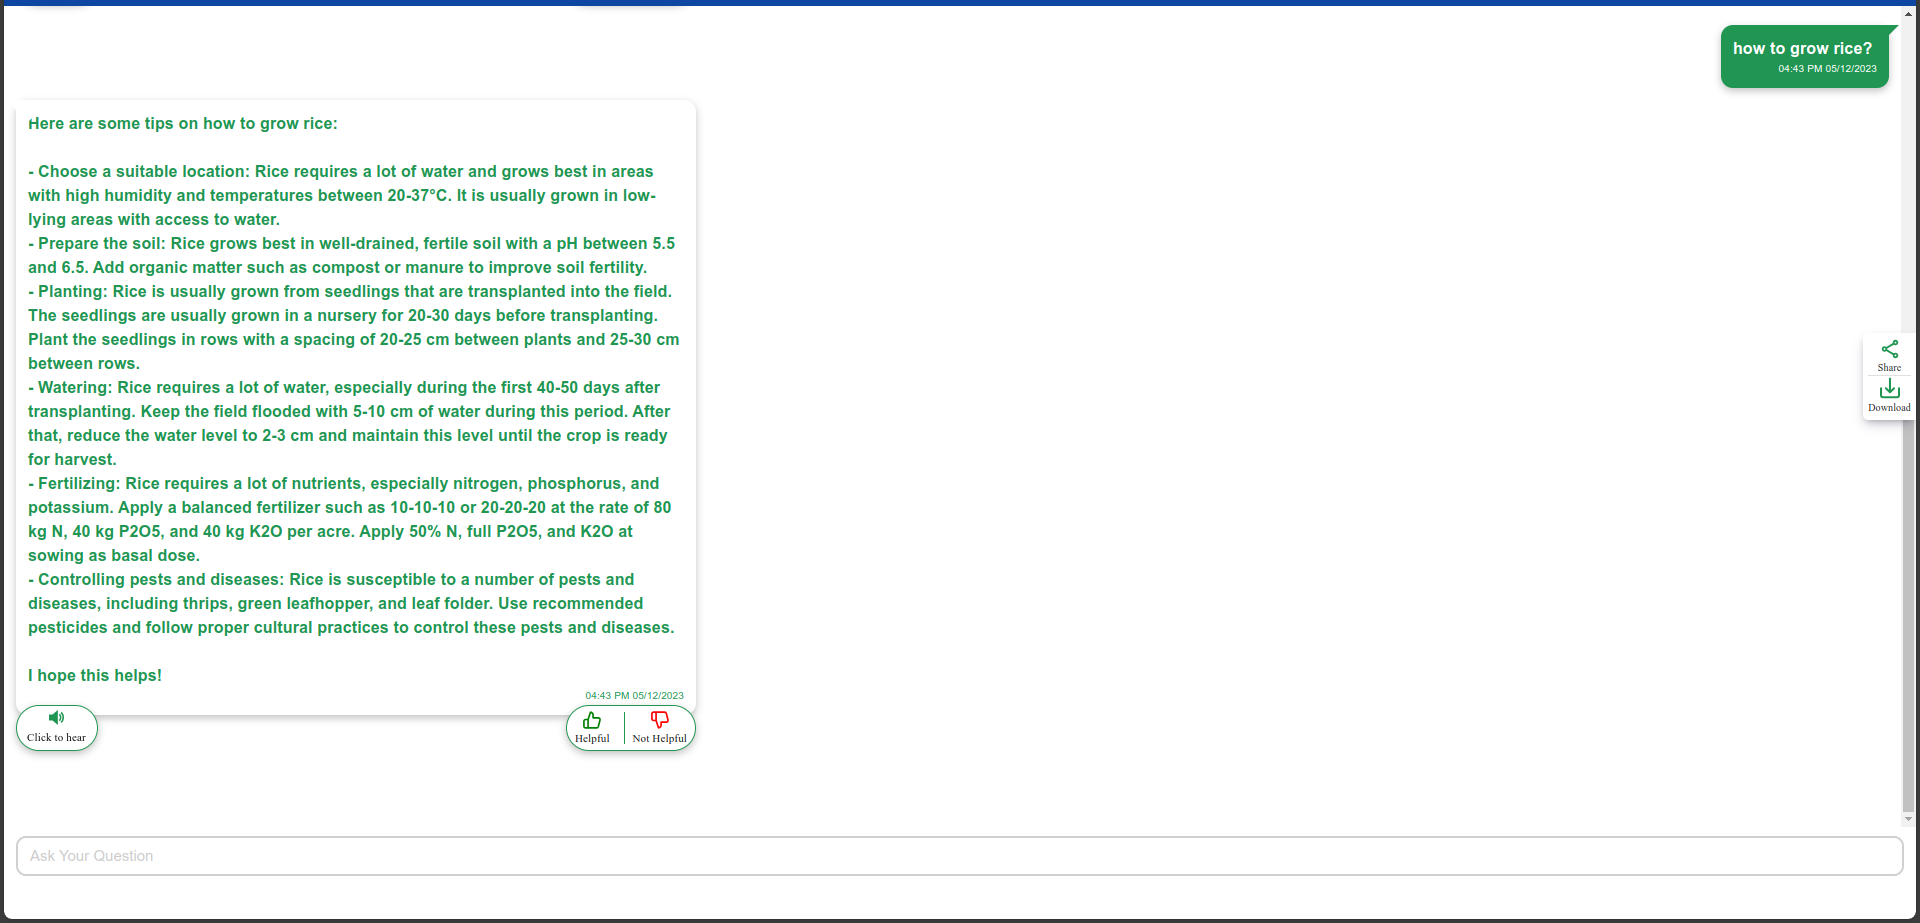 how to grow rice?
04:43 PM 05/12/2023
Here are some tips on how to grow rice:
- Choose a suitable location: Rice requires a lot of water and grows best in areas
with high humidity and temperatures between 20-37°C. It is usually grown in low-
lying areas with access to water.
- Prepare the soil: Rice grows best in well-drained, fertile soil with a pH between 5.5
and 6.5. Add organic matter such as compost or manure to improve soil fertility.
- Planting: Rice is usually grown from seedlings that are transplanted into the field.
The seedlings are usually grown in a nursery for 20-30 days before transplanting.
Plant the seedlings in rows with a spacing of 20-25 cm between plants and 25-30 cm
between rows.
- Watering: Rice requires a lot of water, especially during the first 40-50 days after
transplanting. Keep the field flooded with 5-10 cm of water during this period. After
that, reduce the water level to 2-3 cm and maintain this level until the crop is ready
for harvest.
- Fertilizing: Rice requires a lot of nutrients, especially nitrogen, phosphorus, and
potassium. Apply a balanced fertilizer such as 10-10-10 or 20-20-20 at the rate of 80
kg N, 40 kg P2O5, and 40 kg K2O per acre. Apply 50% N, full P2O5, and K2O at
sowing as basal dose.
- Controlling pests and diseases: Rice is susceptible to a number of pests and
diseases, including thrips, green leafhopper, and leaf folder. Use recommended
pesticides and follow proper cultural practices to control these pests and diseases.
I hope this helps!
04:43 PM 05/12/2023
Click to hear
Helpful
Not Helpful
Share
Download
Ask Your Question